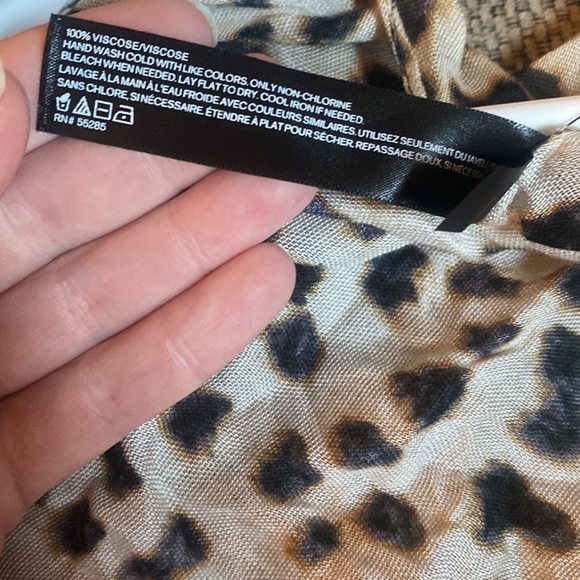 100% VISCOSE/VISCOSE
HAND WASH COLD WITH LIKE COLORS. ONLY NON-CHLORINE
BLEACH WHEN NEEDED. LAY FLAT TO DRY. COOL IRON IF NEEDED
LAVAGE À LA MAIN À L'EAU FROIDE AVEC COULEURS SIMILAIRES. UTILISEZ SEULEMENT DU JAVEL
SANS CHLORE, SI NÉCESSAIRE. ÉTENDRE À PLAT POUR SÉCHER. REPASSAGE DOUX, SI
RN# 55285